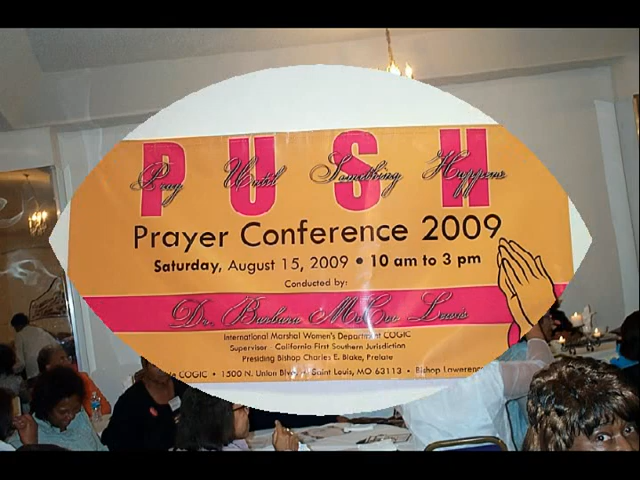 PUSH
Pray Until Something Happens
Prayer Conference 2009
Saturday, August 15, 2009 • 10 am to 3 pm
Conducted by:
Dr. Barbara McCoo Lewis
International Marshal Women's Department COGIC
Supervisor California First Southern Jurisdiction
Presiding Bishop Charles E. Blake, Prelate
COGIC • 1500 N. Union Blvd. Saint Louis, MO 63113 • Bishop Lawrence